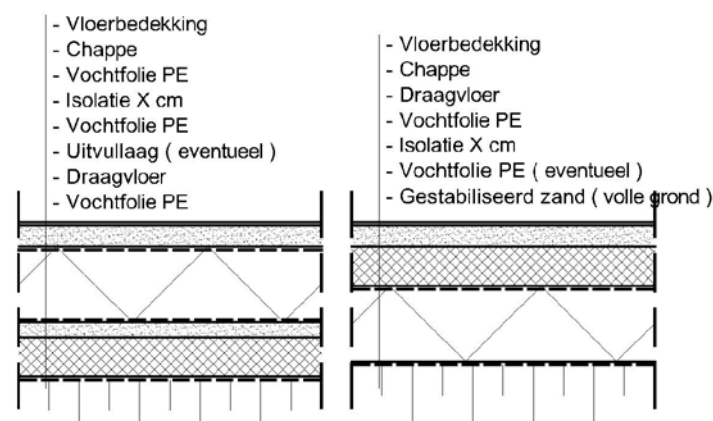 - Vloerbedekking
- Chappe
- Vochtfolie PE
- Isolatie X cm
- Vochtfolie PE
- Uitvullaag ( eventueel )
- Draagvloer
- Vochtfolie PE
- Vloerbedekking
- Chappe
- Draagvloer
- Vochtfolie PE
- Isolatie X cm
- Vochtfolie PE ( eventueel )
- Gestabiliseerd zand ( volle grond )